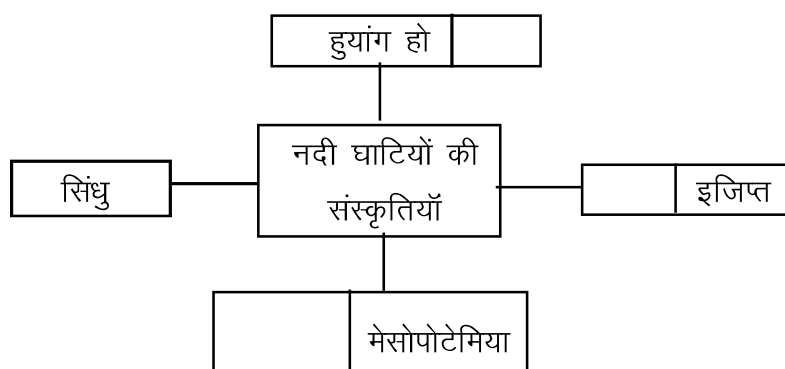 हुयांग हो
नदी घाटियों की
संस्कृतियॉं
सिंधु
इजिप्त
मेसोपोटेमिया